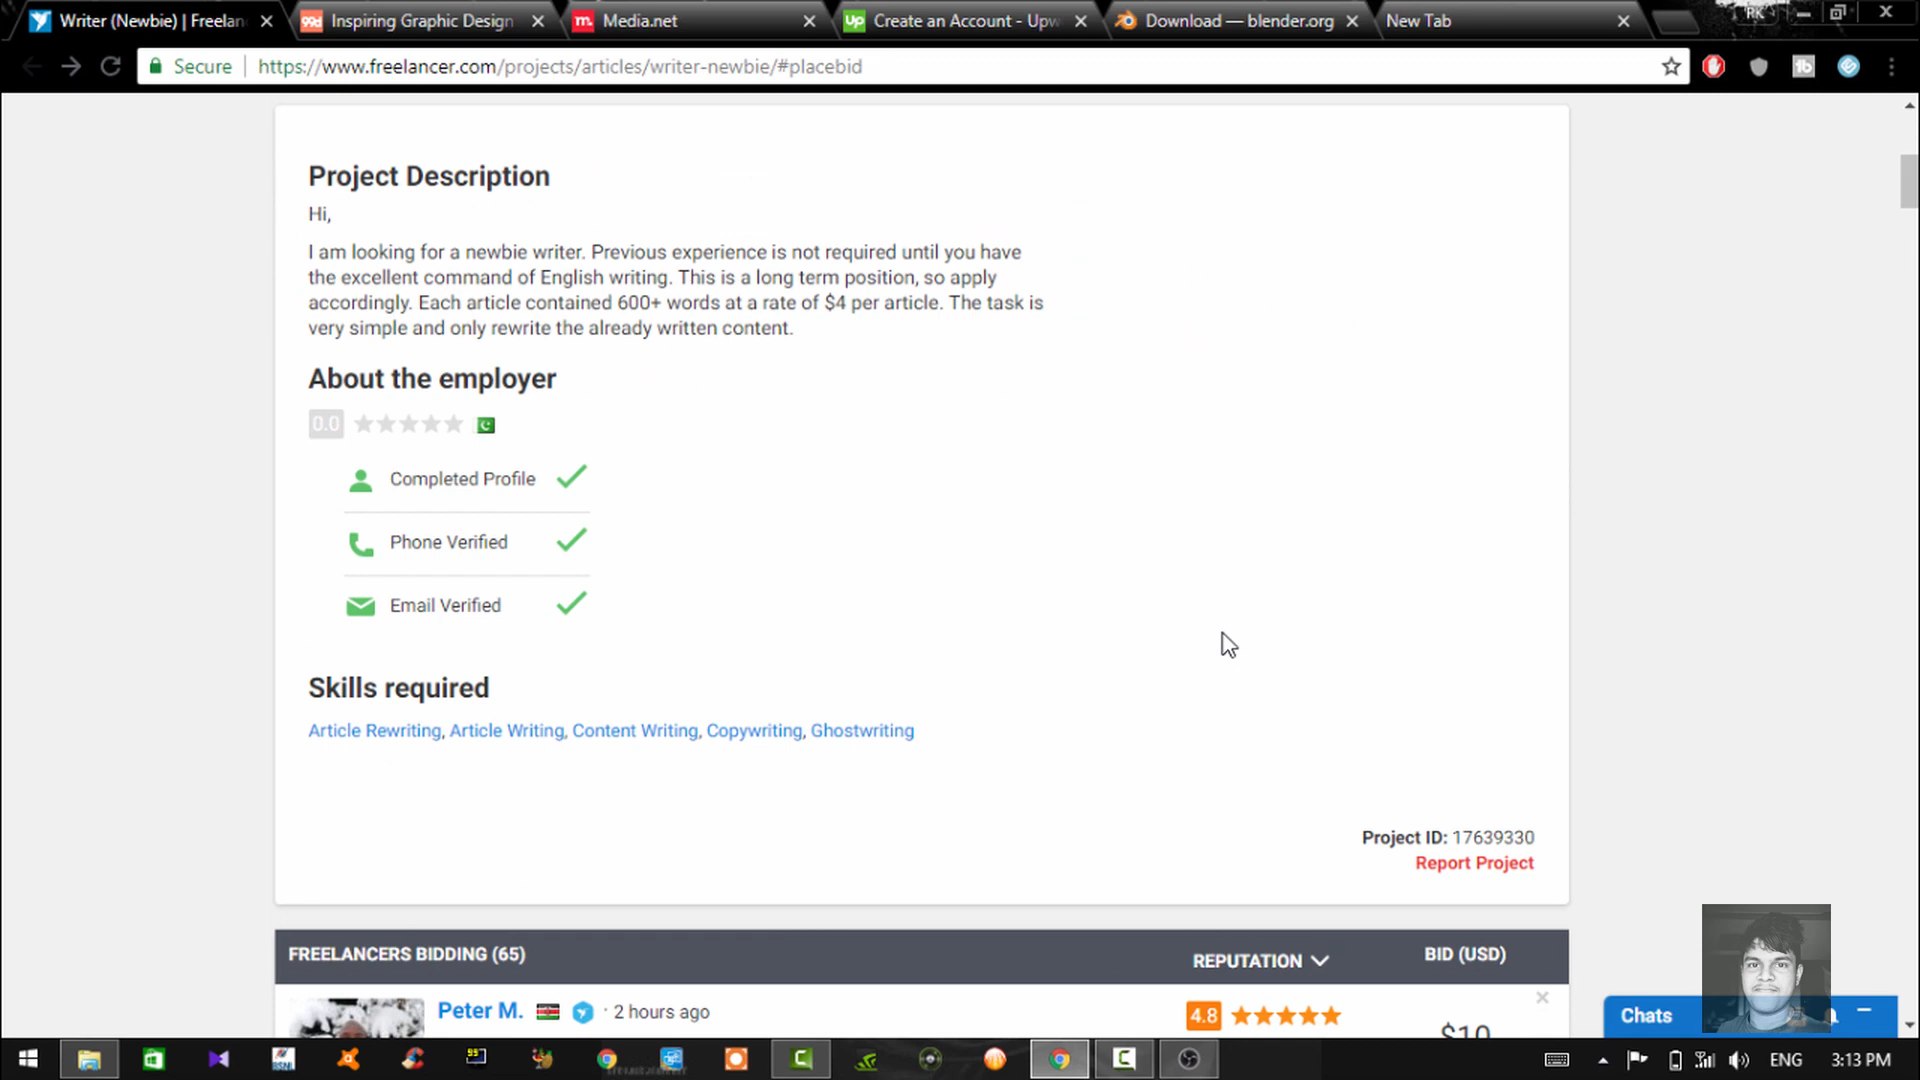 Writer (Newbie) | Freelan
99d Inspiring Graphic Design
m. Media.net
Up Create an Account - Upw
Download — blender.org
New Tab
RK
Secure https://www.freelancer.com/projects/articles/writer-newbie/#placebid
Project Description
Hi,
I am looking for a newbie writer. Previous experience is not required until you have
the excellent command of English writing. This is a long term position, so apply
accordingly. Each article contained 600+ words at a rate of $4 per article. The task is
very simple and only rewrite the already written content.
About the employer
0.0
Completed Profile
Phone Verified
Email Verified
Skills required
Article Rewriting, Article Writing, Content Writing, Copywriting, Ghostwriting
Project ID: 17639330
Report Project
FREELANCERS BIDDING (65) REPUTATION BID (USD)
Peter M. · 2 hours ago 4.8 $10
Chats
ENG 3:13 PM